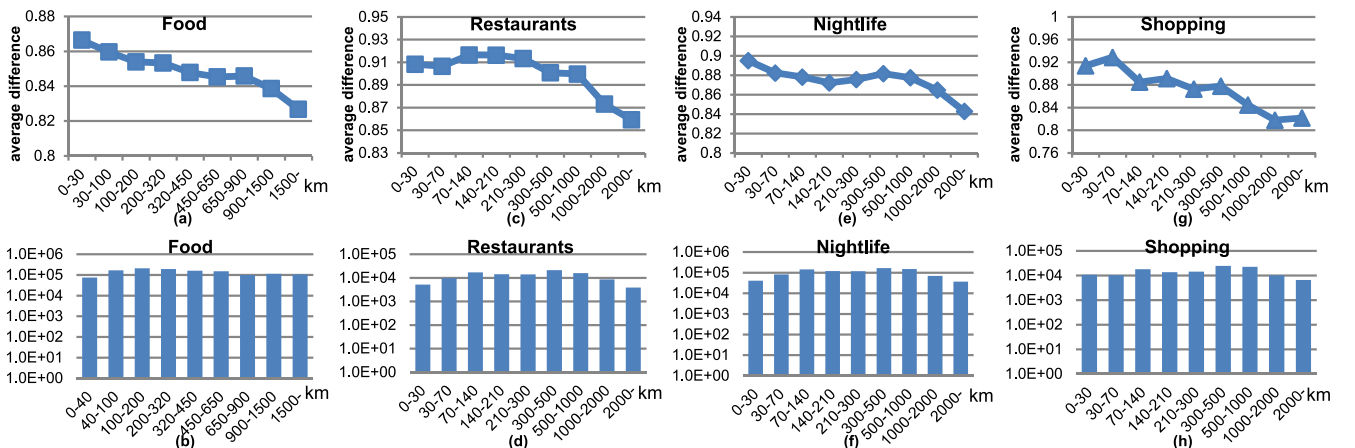 Food
average difference
0.88
0.86
0.84
0.82
0.8
0-30
30-100
100-200
200-320
320-450
450-650
650-900
900-1500
1500-
km
(a)
Restaurants
average difference
0.95
0.93
0.91
0.89
0.87
0.85
0.83
0-30
30-70
70-140
140-210
210-300
300-500
500-1000
1000-2000
2000-
km
(c)
Nightlife
average difference
0.94
0.92
0.9
0.88
0.86
0.84
0.82
0.8
0-30
30-70
70-140
140-210
210-300
300-500
500-1000
1000-2000
2000-
km
(e)
Shopping
average difference
1
0.96
0.92
0.88
0.84
0.8
0.76
0-30
30-70
70-140
140-210
210-300
300-500
500-1000
1000-2000
2000-
km
(g)
Food
1.0E+06
1.0E+05
1.0E+04
1.0E+03
1.0E+02
1.0E+01
1.0E+00
0-40
40-100
100-200
200-320
320-450
450-650
650-900
900-1500
1500-
km
(b)
Restaurants
1.0E+05
1.0E+04
1.0E+03
1.0E+02
1.0E+01
1.0E+00
0-30
30-70
70-140
140-210
210-300
300-500
500-1000
1000-2000
2000-
km
(d)
Nightlife
1.0E+06
1.0E+05
1.0E+04
1.0E+03
1.0E+02
1.0E+01
1.0E+00
0-30
30-70
70-140
140-210
210-300
300-500
500-1000
1000-2000
2000-
km
(f)
Shopping
1.0E+05
1.0E+04
1.0E+03
1.0E+02
1.0E+01
1.0E+00
0-30
30-70
70-140
140-210
210-300
300-500
500-1000
1000-2000
2000-
km
(h)